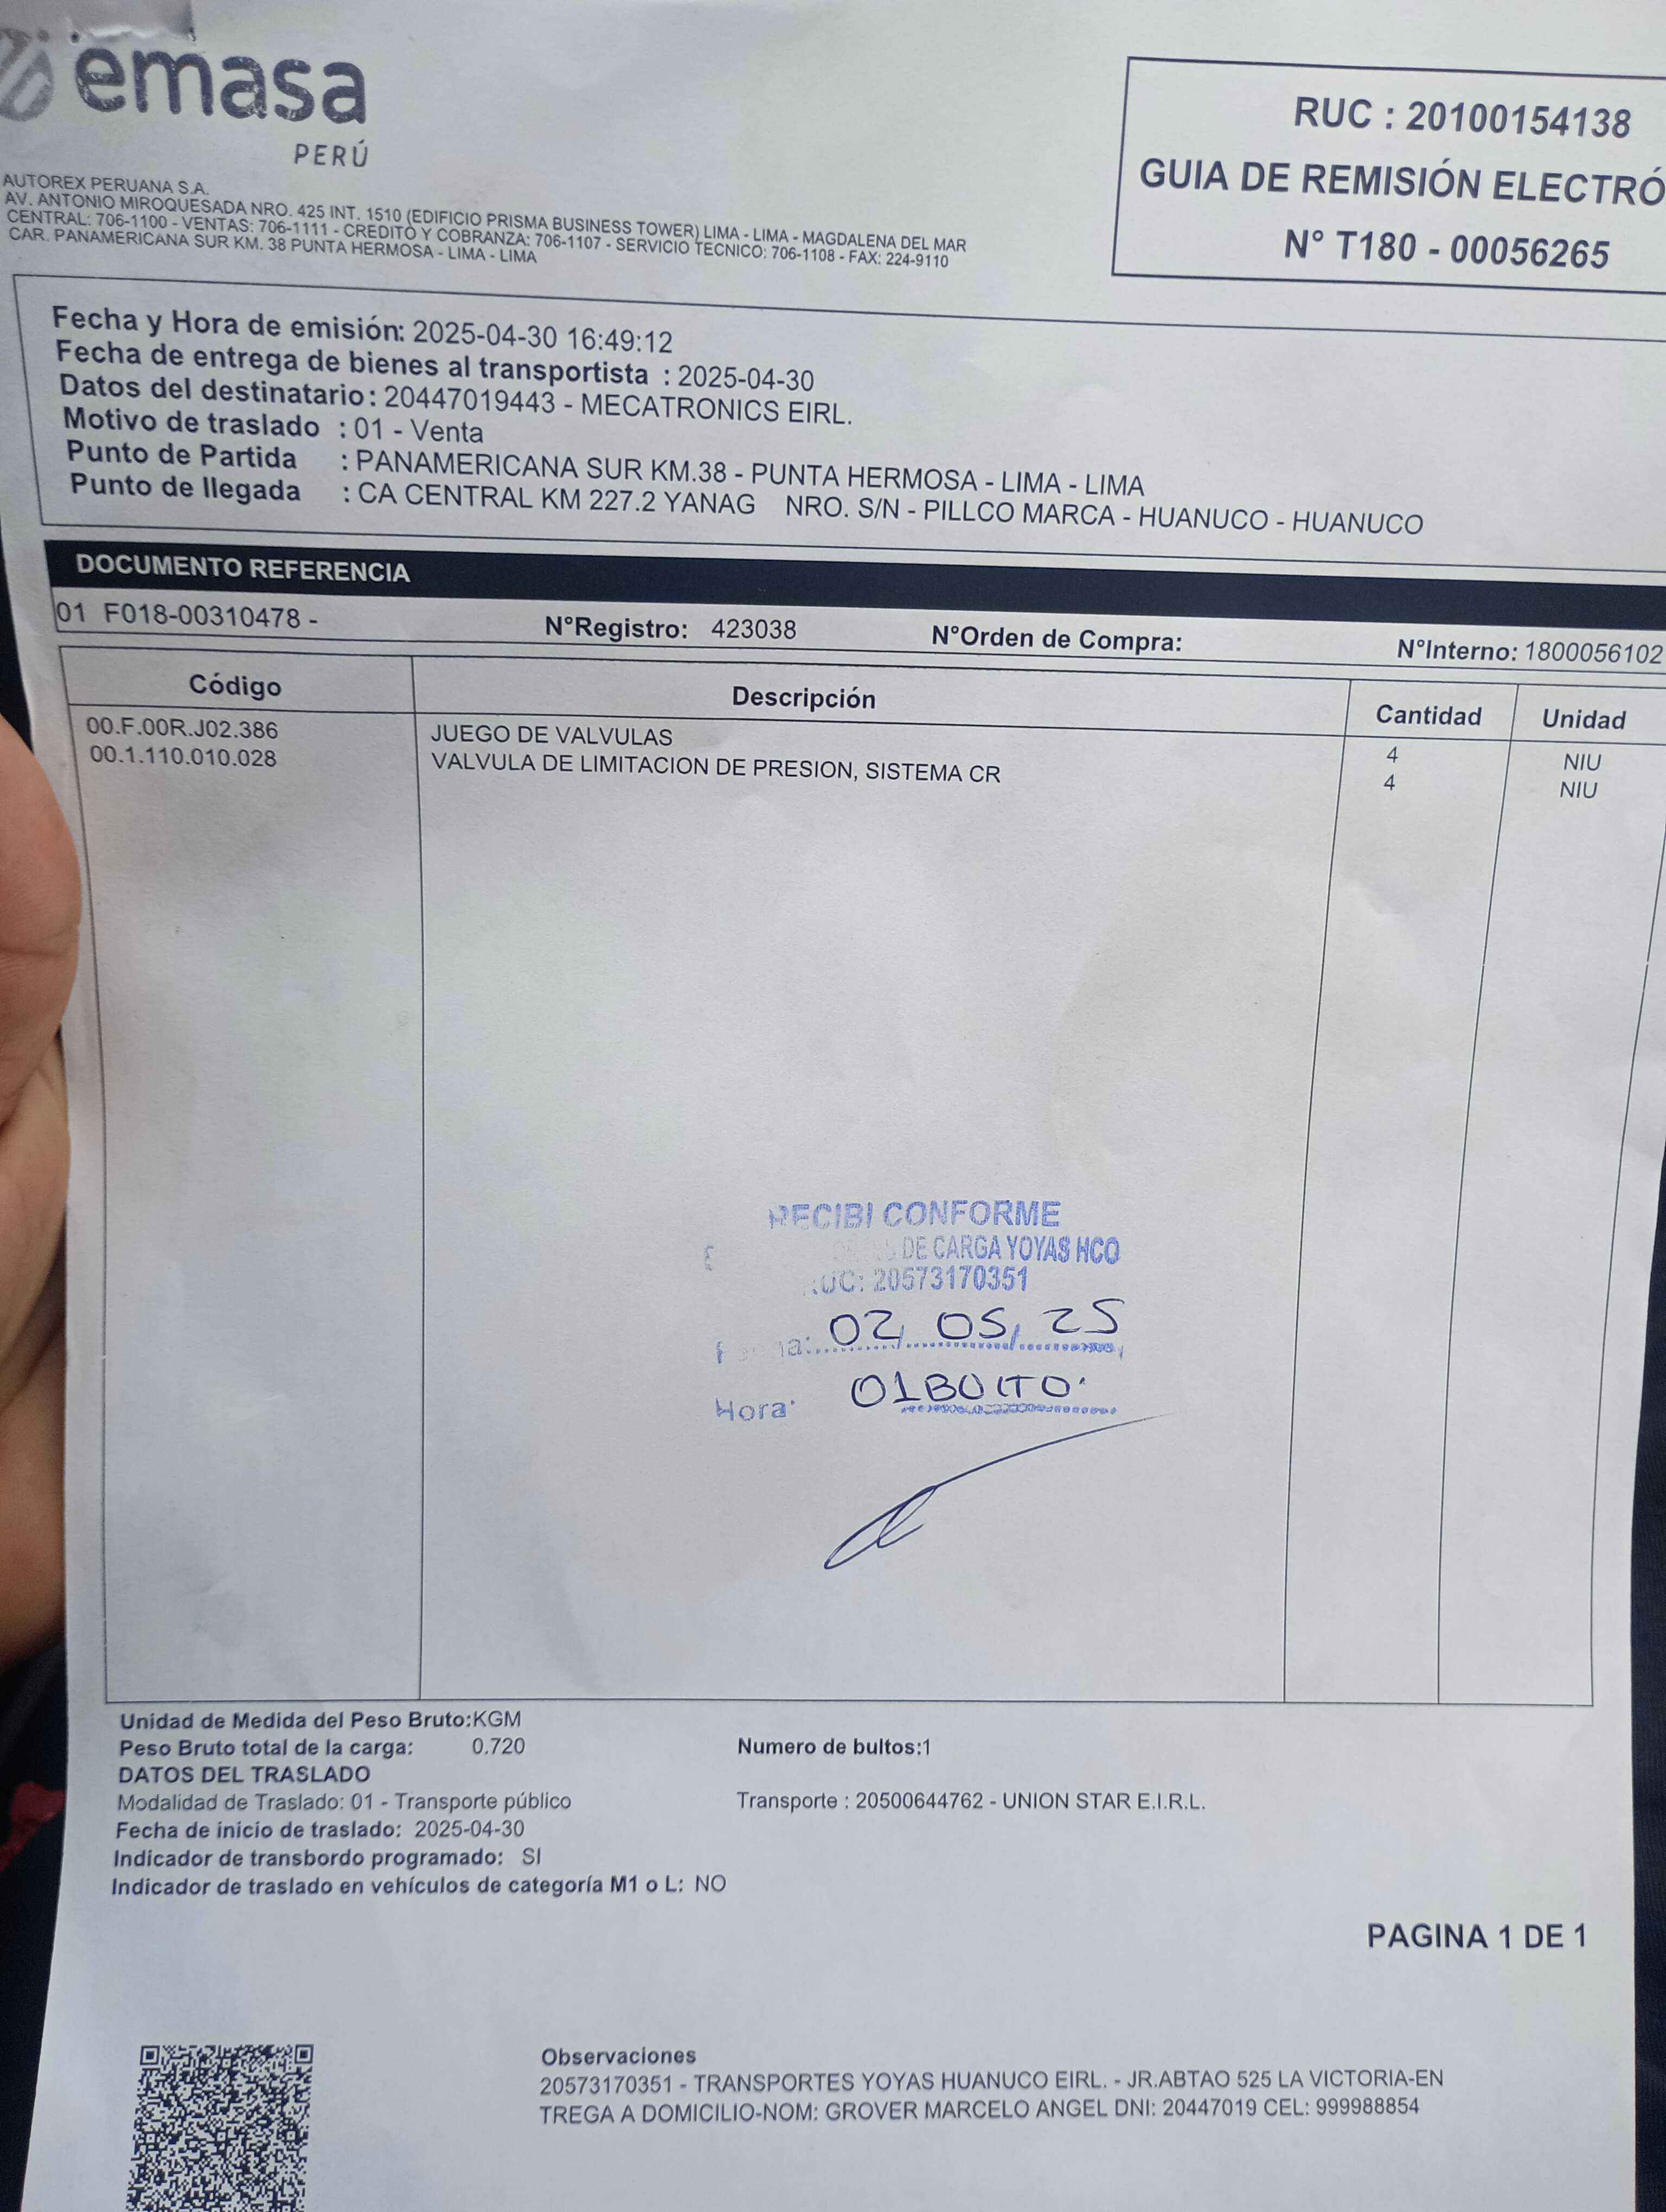 emasa
PERÚ
RUC : 20100154138
GUIA DE REMISIÓN ELECTRÓ
N° T180 - 00056265
AUTOREX PERUANA S.A.
AV. ANTONIO MIROQUESADA NRO. 425 INT. 1510 (EDIFICIO PRISMA BUSINESS TOWER) LIMA - LIMA - MAGDALENA DEL MAR
CENTRAL: 706-1100 - VENTAS: 706-1111 - CREDITO Y COBRANZA: 706-1107 - SERVICIO TECNICO: 706-1108 - FAX: 224-9110
CAR. PANAMERICANA SUR KM. 38 PUNTA HERMOSA - LIMA - LIMA
Fecha y Hora de emisión: 2025-04-30 16:49:12
Fecha de entrega de bienes al transportista : 2025-04-30
Datos del destinatario : 20447019443 - MECATRONICS EIRL.
Motivo de traslado : 01 - Venta
Punto de Partida : PANAMERICANA SUR KM.38 - PUNTA HERMOSA - LIMA - LIMA
Punto de llegada : CA CENTRAL KM 227.2 YANAG NRO. S/N - PILLCO MARCA - HUANUCO - HUANUCO
DOCUMENTO REFERENCIA
01 F018-00310478 - N°Registro: 423038 N°Orden de Compra: N°Interno: 1800056102
Código Descripción Cantidad Unidad
00.F.00R.J02.386 JUEGO DE VALVULAS 4 NIU
00.1.110.010.028 VALVULA DE LIMITACION DE PRESION, SISTEMA CR 4 NIU
RECIBI CONFORME
DE CARGA YOYAS HCO
RUC: 20573170351
02/05/25
Hora: 01BULTO.
Unidad de Medida del Peso Bruto:KGM
Peso Bruto total de la carga: 0.720 Numero de bultos:1
DATOS DEL TRASLADO
Modalidad de Traslado: 01 - Transporte público Transporte : 20500644762 - UNION STAR E.I.R.L.
Fecha de inicio de traslado: 2025-04-30
Indicador de transbordo programado: SI
Indicador de traslado en vehículos de categoría M1 o L: NO
PAGINA 1 DE 1
Observaciones
20573170351 - TRANSPORTES YOYAS HUANUCO EIRL. - JR.ABTAO 525 LA VICTORIA-EN
TREGA A DOMICILIO-NOM: GROVER MARCELO ANGEL DNI: 20447019 CEL: 999988854